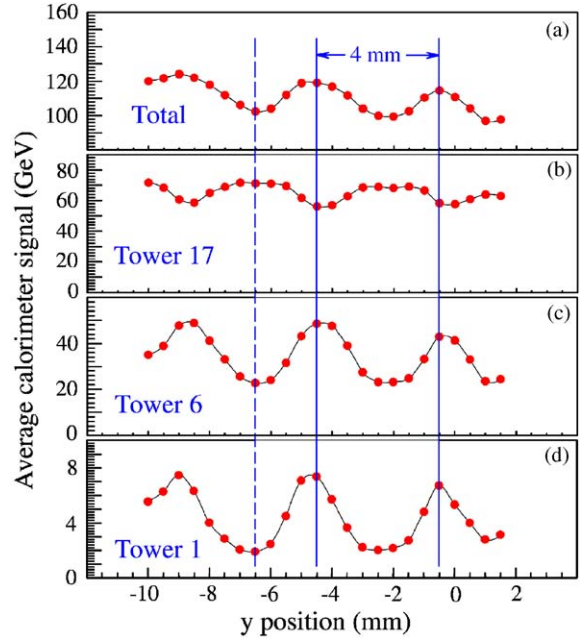 Average calorimeter signal (GeV)
160
140
120
100
(a)
4 mm
Total
80
60
40
20
0
(b)
Tower 17
40
20
0
(c)
Tower 6
8
4
2
0
(d)
Tower 1
-10
-8
-6
-4
-2
0
2
y position (mm)